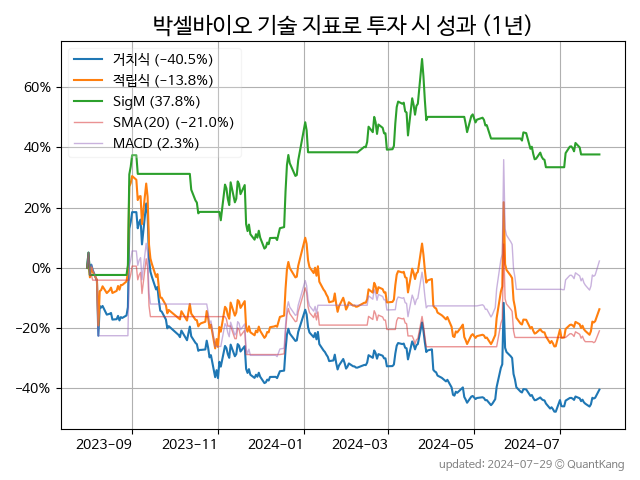 박셀바이오 기술 지표로 투자 시 성과 (1년)
거치식 (−40.5%)
적립식 (−13.8%)
SigM (37.8%)
SMA(20) (−21.0%)
MACD (2.3%)
60%
40%
20%
0%
−20%
−40%
2023-09 2023-11 2024-01 2024-03 2024-05 2024-07
updated: 2024-07-29 © QuantKang